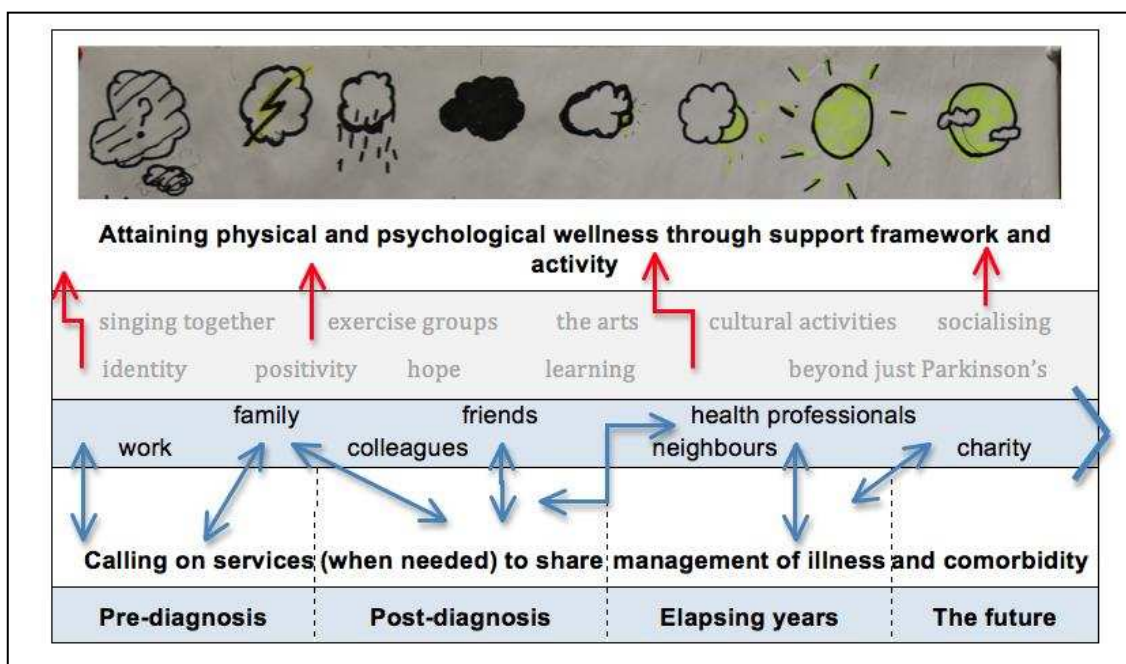 ?
Attaining physical and psychological wellness through support framework and
activity
singing together exercise groups the arts cultural activities socialising
identity positivity hope learning beyond just Parkinson's
family friends health professionals
work colleagues neighbours charity
Calling on services (when needed) to share management of illness and comorbidity
Pre-diagnosis Post-diagnosis Elapsing years The future